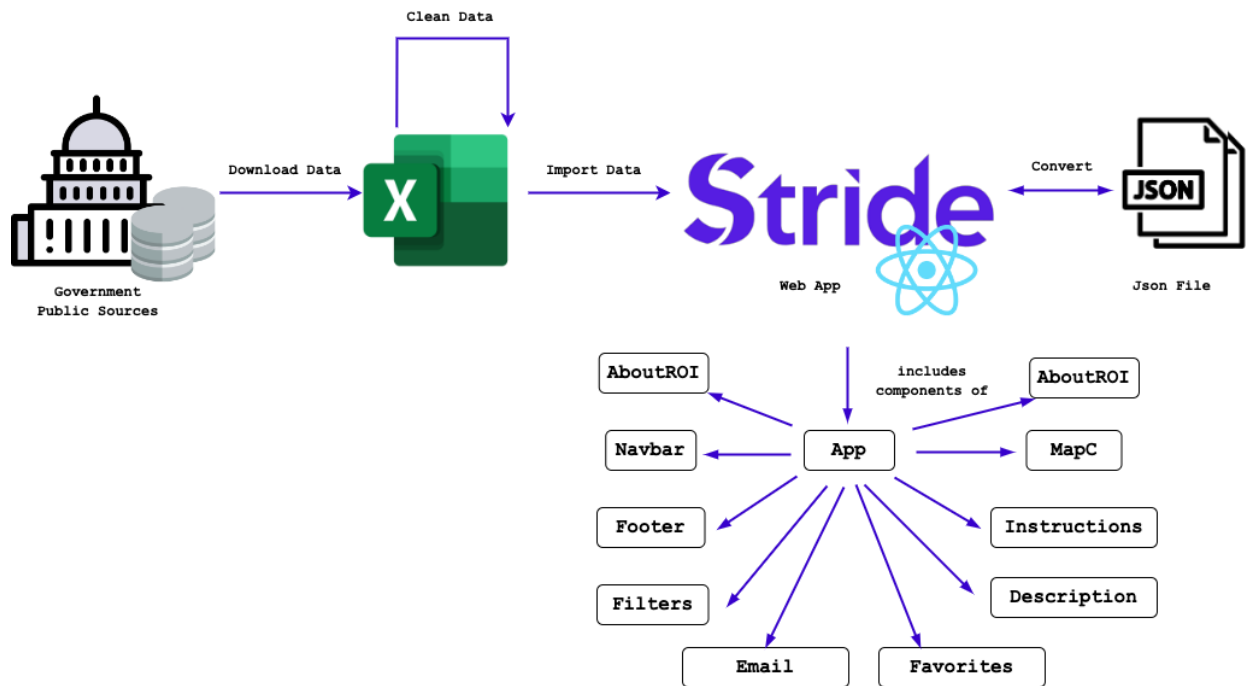 Clean Data
Download Data
X
Import Data
Stride
Convert
JSON
Government
Public Sources
Web App
Json File
includes
components of
AboutROI
AboutROI
Navbar
App
MapC
Footer
Instructions
Filters
Description
Email
Favorites